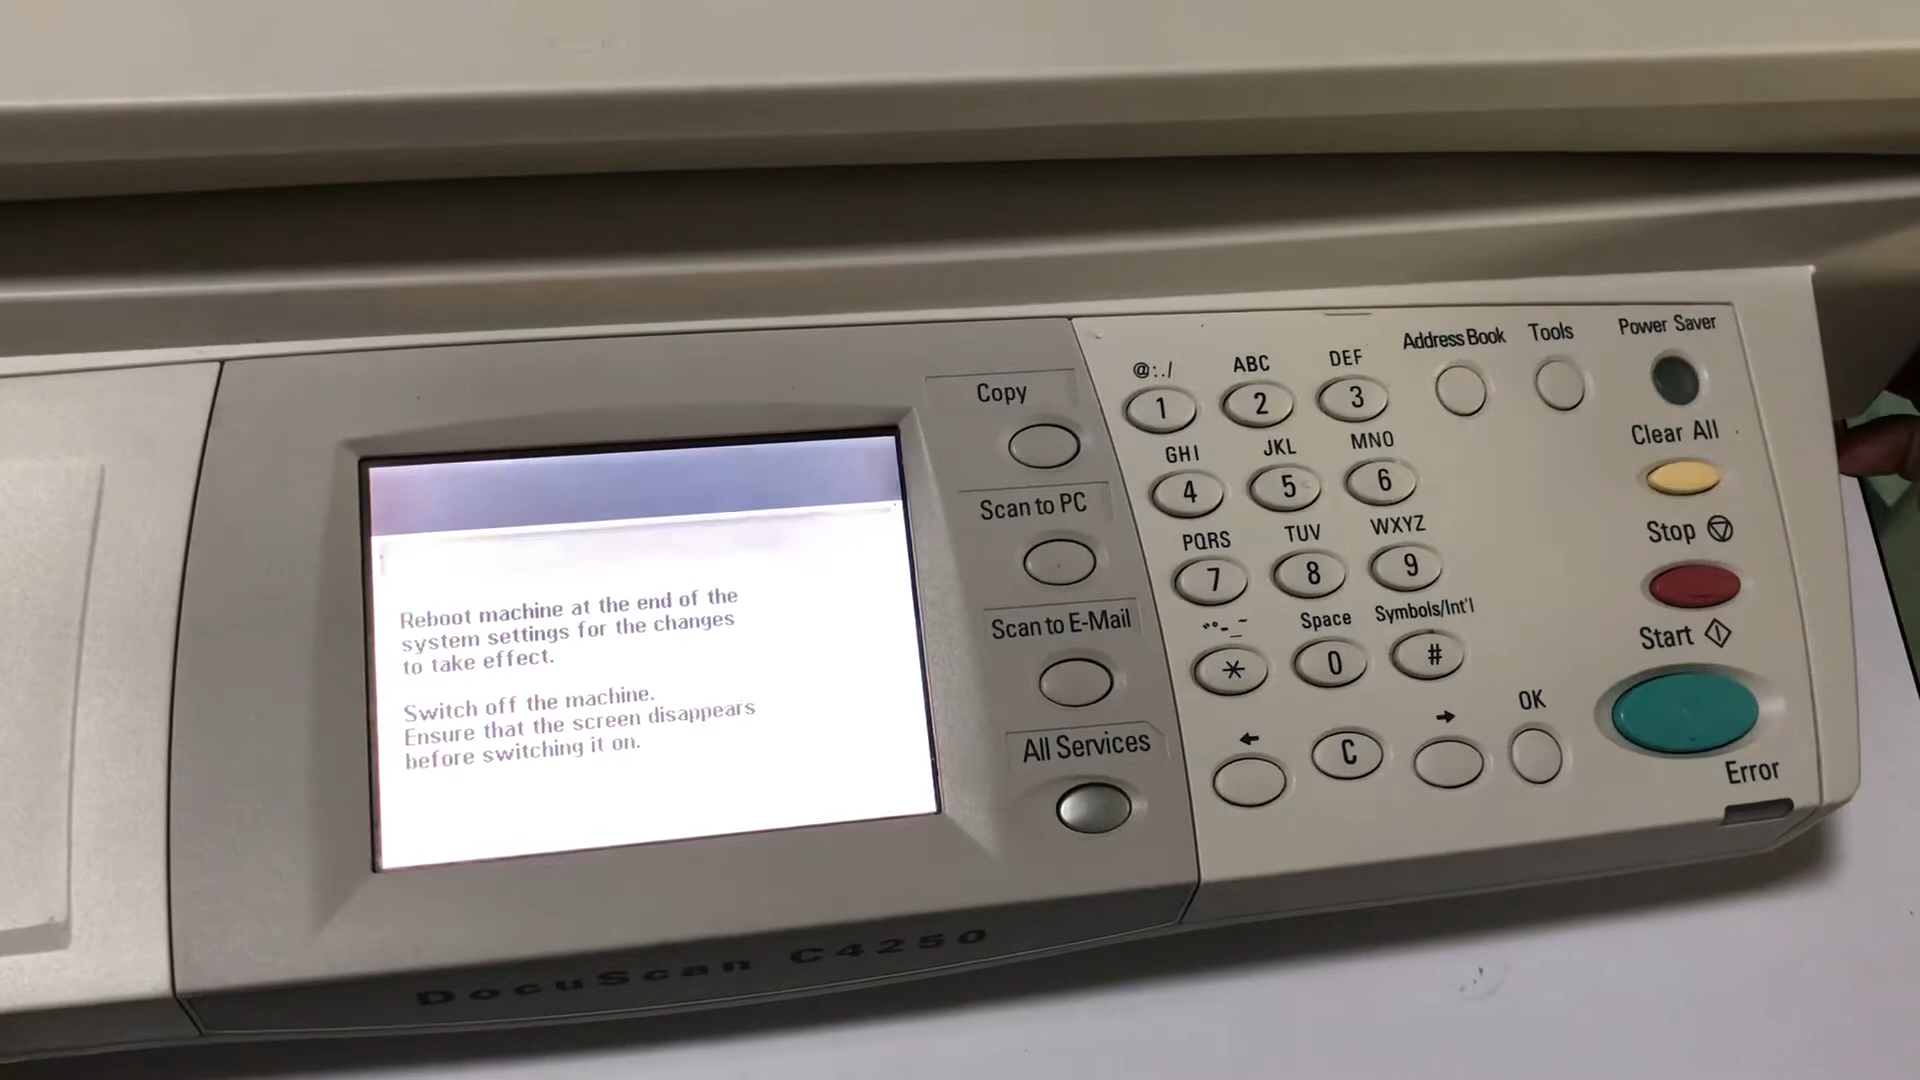 Reboot machine at the end of the
system settings for the changes
to take effect.
Switch off the machine.
Ensure that the screen disappears
before switching it on.
Copy
Scan to PC
Scan to E-Mail
All Services
@:./
ABC
DEF
1
2
3
GHI
JKL
MNO
4
5
6
PQRS
TUV
WXYZ
7
8
9
Space
Symbols/Int'l
*
0
#
←
C
→
OK
Address Book
Tools
Power Saver
Clear All
Stop
Start
Error
DocuScan C4250